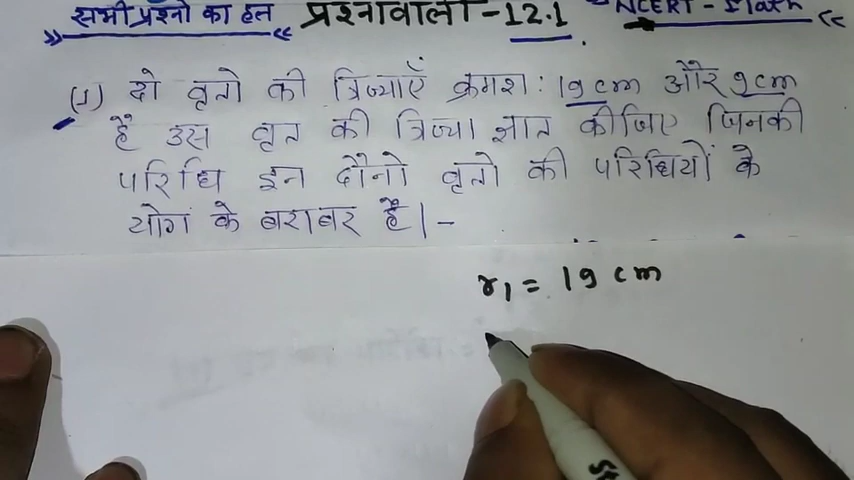 सभी प्रश्नो का हल प्रश्नावली - 12.1 NCERT - Math
(1) दो वृतो की त्रिज्याएँ क्रमश: 19 cm और 9 cm
है उस वृत की त्रिज्या ज्ञात कीजिए जिनकी
परिधि इन दौनो वृतो की परिधियों के
योग के बराबर है।-
r₁ = 19 cm